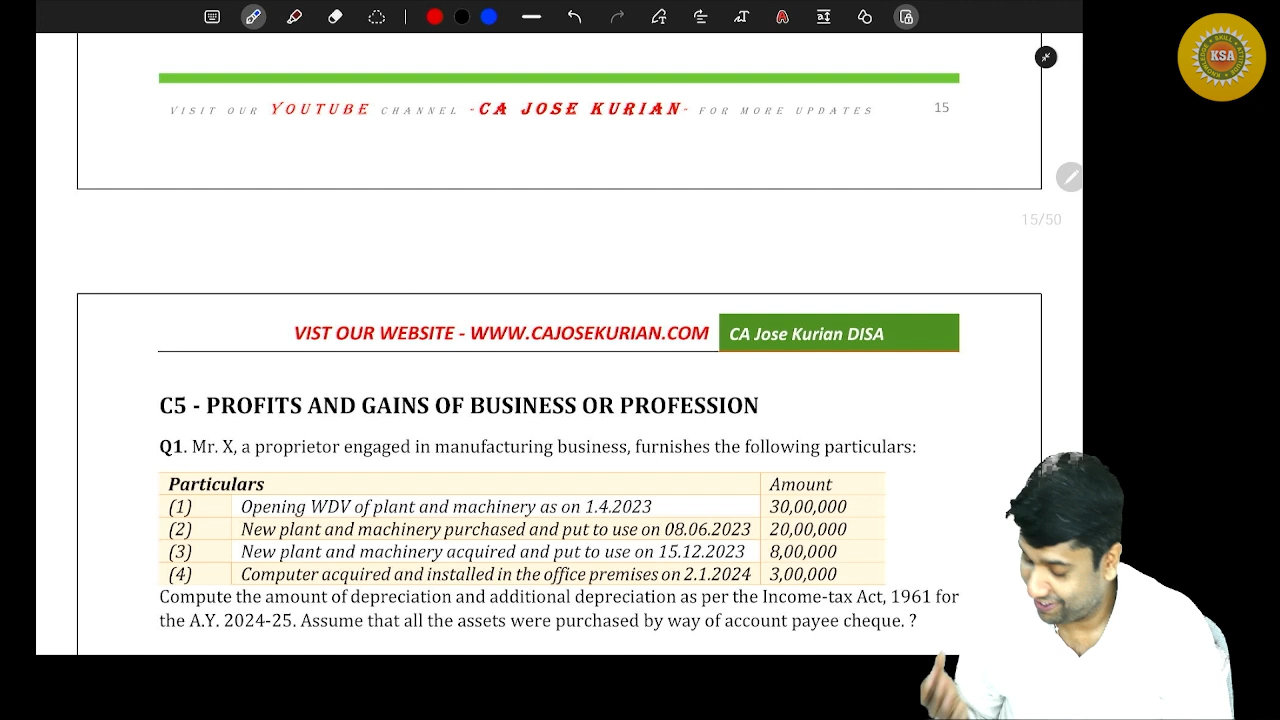 KSA
VISIT OUR YOUTUBE CHANNEL -CA JOSE KURIAN- FOR MORE UPDATES 15
15/50
VIST OUR WEBSITE - WWW.CAJOSEKURIAN.COM CA Jose Kurian DISA
C5 - PROFITS AND GAINS OF BUSINESS OR PROFESSION
Q1. Mr. X, a proprietor engaged in manufacturing business, furnishes the following particulars:
Particulars Amount
(1) Opening WDV of plant and machinery as on 1.4.2023 30,00,000
(2) New plant and machinery purchased and put to use on 08.06.2023 20,00,000
(3) New plant and machinery acquired and put to use on 15.12.2023 8,00,000
(4) Computer acquired and installed in the office premises on 2.1.2024 3,00,000
Compute the amount of depreciation and additional depreciation as per the Income-tax Act, 1961 for
the A.Y. 2024-25. Assume that all the assets were purchased by way of account payee cheque. ?